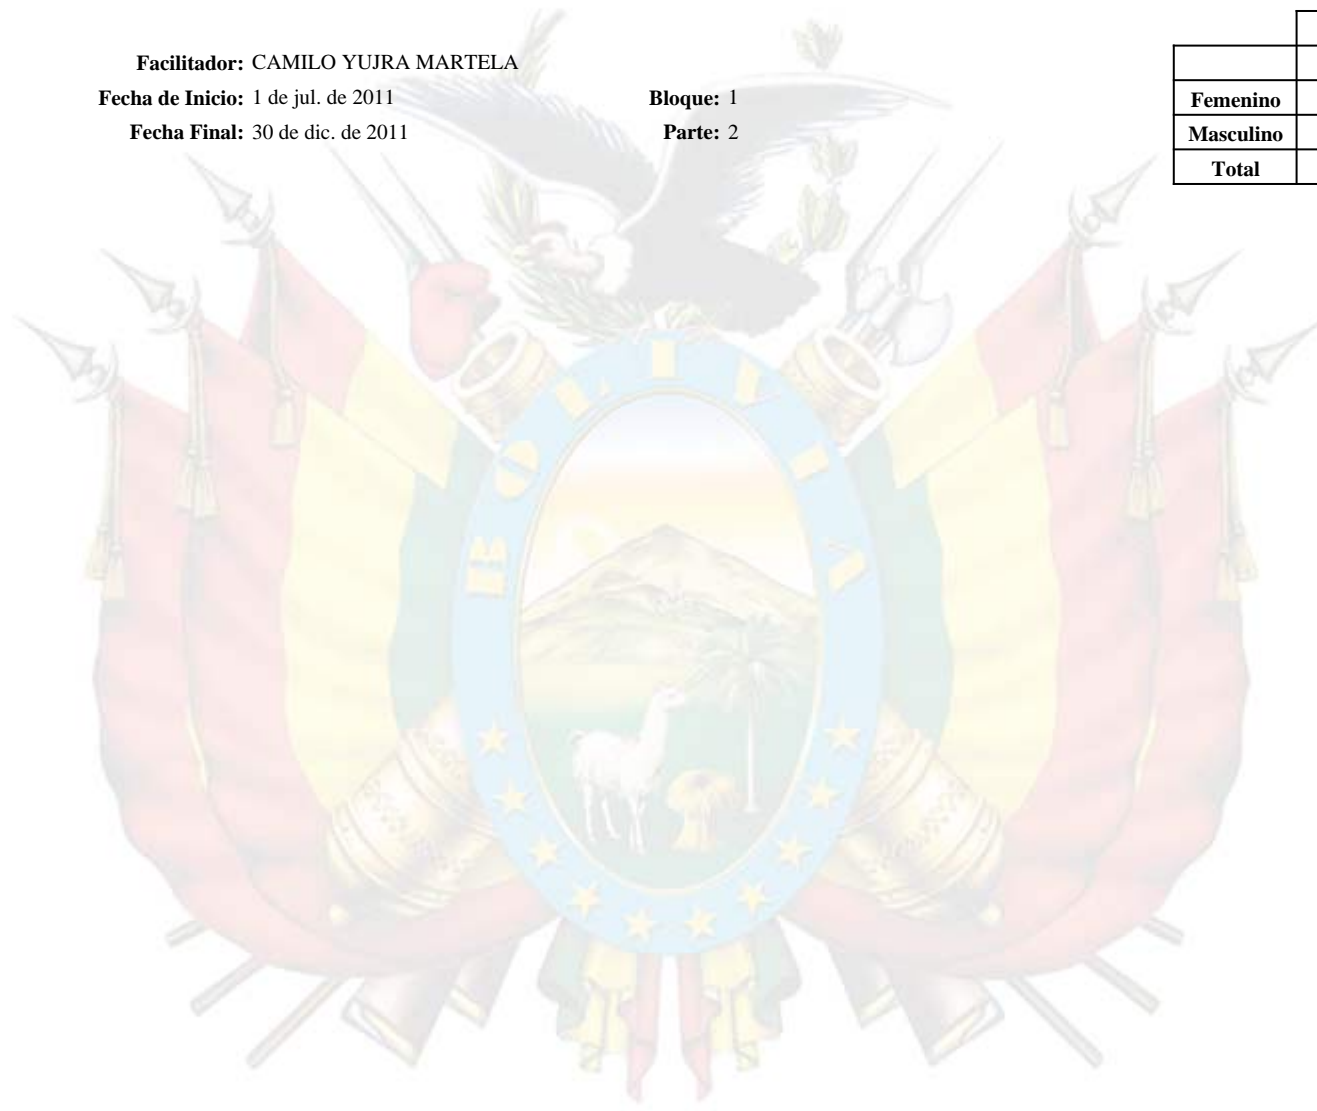 Facilitador: CAMILO YUJRA MARTELA
Fecha de Inicio: 1 de jul. de 2011 Bloque: 1
Fecha Final: 30 de dic. de 2011 Parte: 2
Femenino
Masculino
Total
BOLIVIA